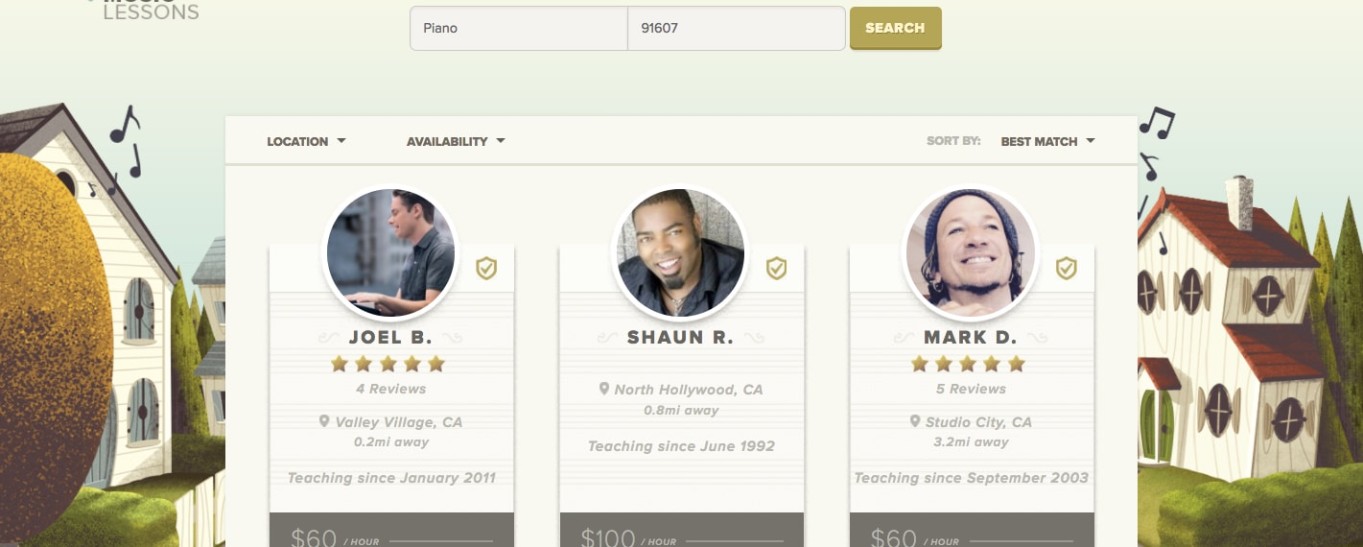 LESSONS
Piano
91607
SEARCH
LOCATION
AVAILABILITY
SORT BY:
BEST MATCH
JOEL B.
4 Reviews
Valley Village, CA
0.2mi away
Teaching since January 2011
$60 / HOUR
SHAUN R.
North Hollywood, CA
0.8mi away
Teaching since June 1992
$100 / HOUR
MARK D.
5 Reviews
Studio City, CA
3.2mi away
Teaching since September 2003
$60 / HOUR